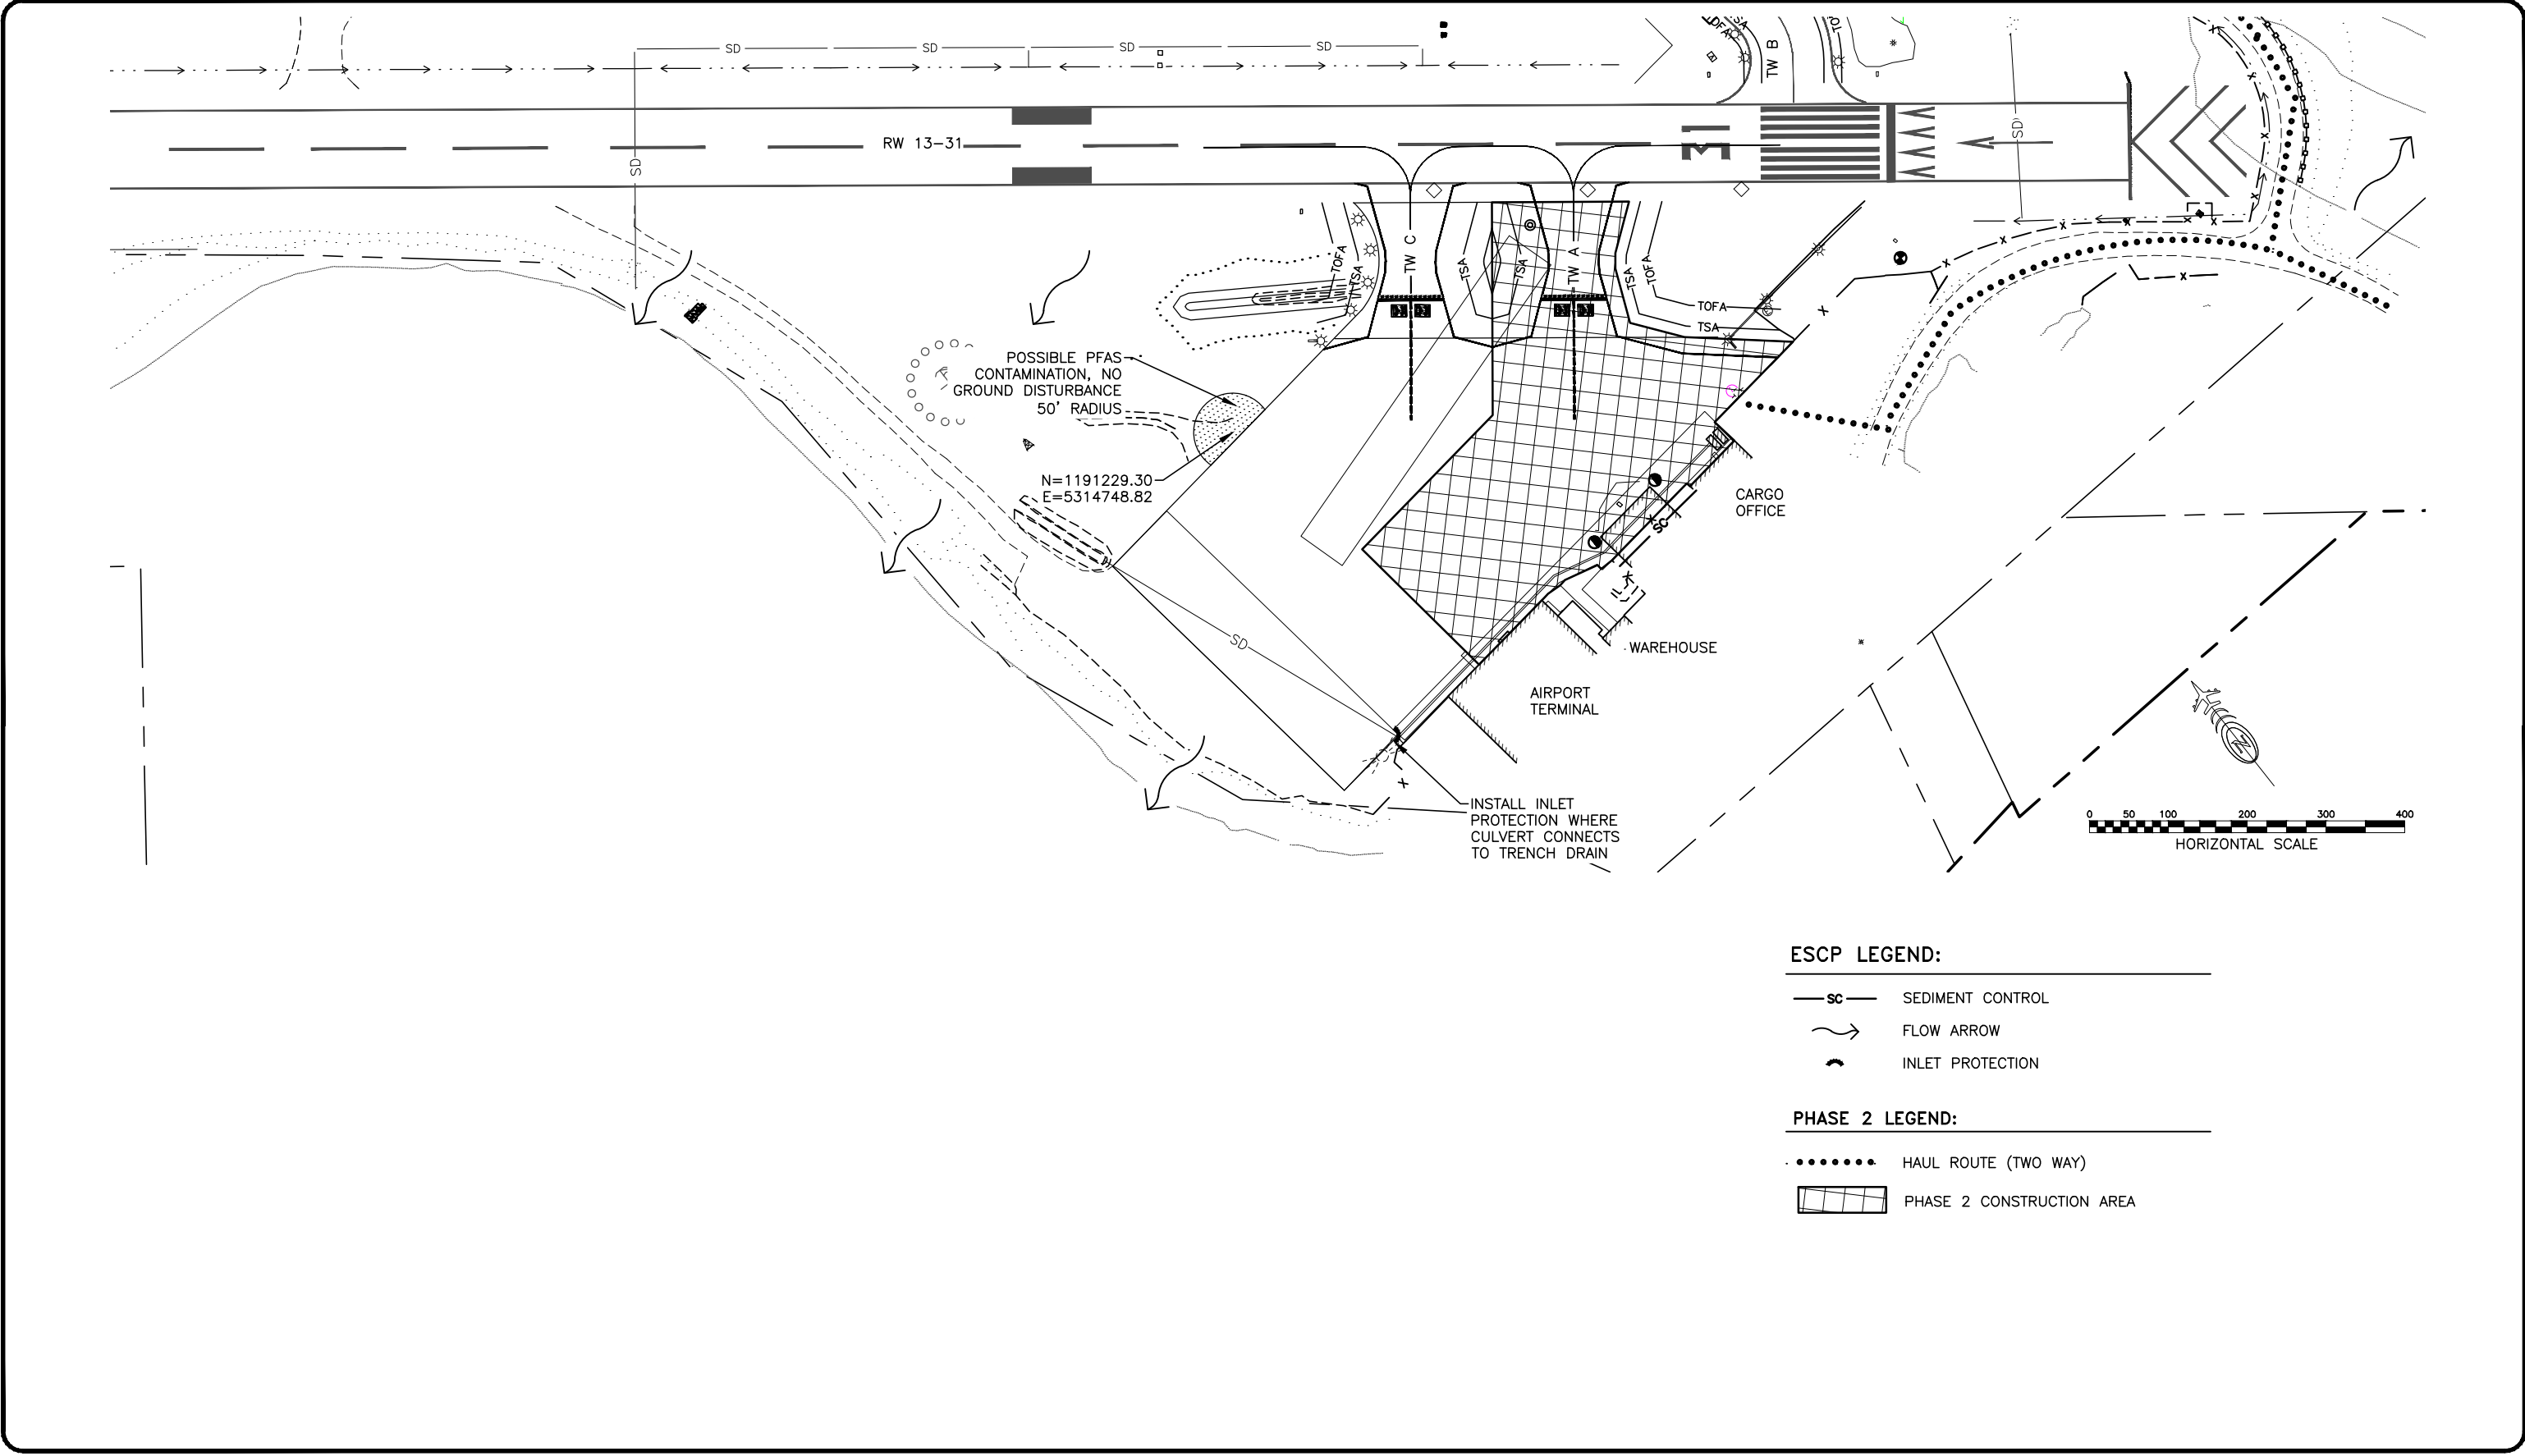 SD SD SD SD
TOFA
TSA
TOFA
TW B
RW 13-31
SD
SD
TOFA
TSA
TW C
TSA
TSA
TW A
TSA
TOFA
TOFA
TSA
POSSIBLE PFAS
CONTAMINATION, NO
GROUND DISTURBANCE
50' RADIUS
N=1191229.30
E=5314748.82
CARGO
OFFICE
SC
WAREHOUSE
SD
AIRPORT
TERMINAL
N
INSTALL INLET
PROTECTION WHERE
CULVERT CONNECTS
TO TRENCH DRAIN
0 50 100 200 300 400
HORIZONTAL SCALE
ESCP LEGEND:
SC SEDIMENT CONTROL
FLOW ARROW
INLET PROTECTION
PHASE 2 LEGEND:
HAUL ROUTE (TWO WAY)
PHASE 2 CONSTRUCTION AREA